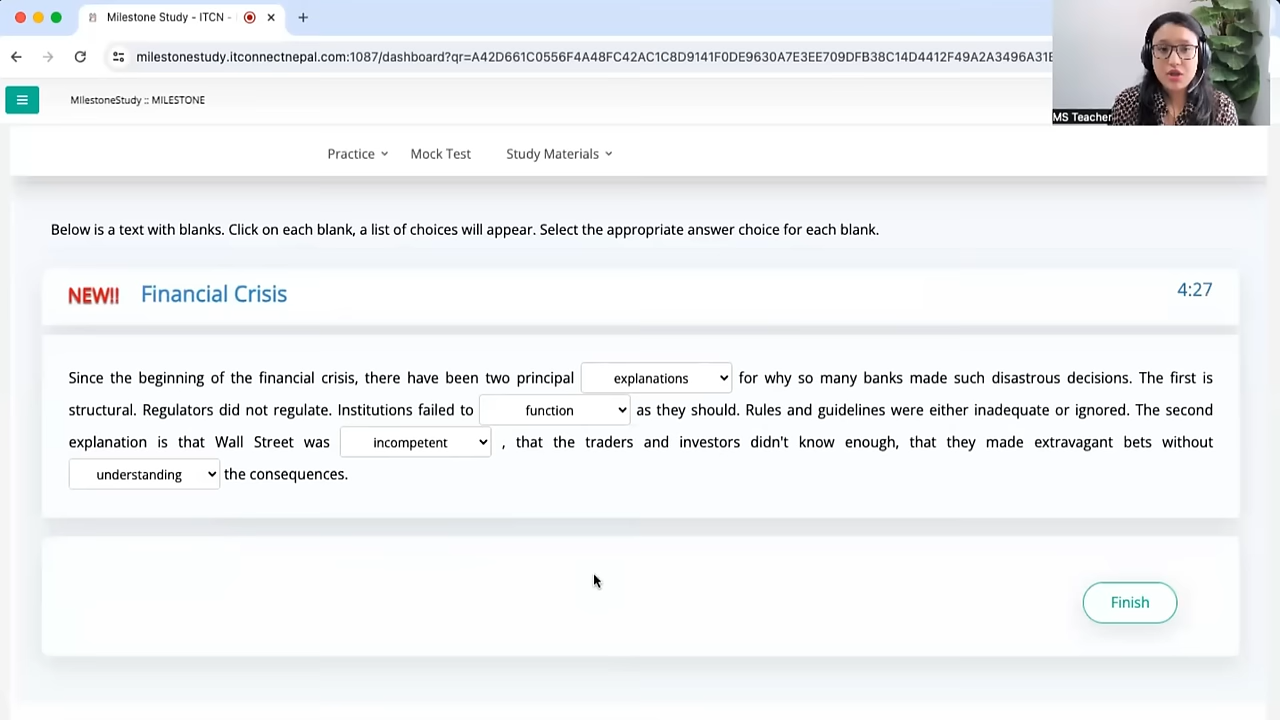 Milestone Study - ITCN -
milestonestudy.itconnectnepal.com:1087/dashboard?qr=A42D661C0556F4A48FC42AC1C8D9141F0DE9630A7E3EE709DFB38C14D4412F49A2A3496A31E
MilestoneStudy :: MILESTONE
MS Teacher
Practice Mock Test Study Materials
Below is a text with blanks. Click on each blank, a list of choices will appear. Select the appropriate answer choice for each blank.
NEW!! Financial Crisis 4:27
Since the beginning of the financial crisis, there have been two principal explanations for why so many banks made such disastrous decisions. The first is
structural. Regulators did not regulate. Institutions failed to function as they should. Rules and guidelines were either inadequate or ignored. The second
explanation is that Wall Street was incompetent , that the traders and investors didn't know enough, that they made extravagant bets without
understanding the consequences.
Finish